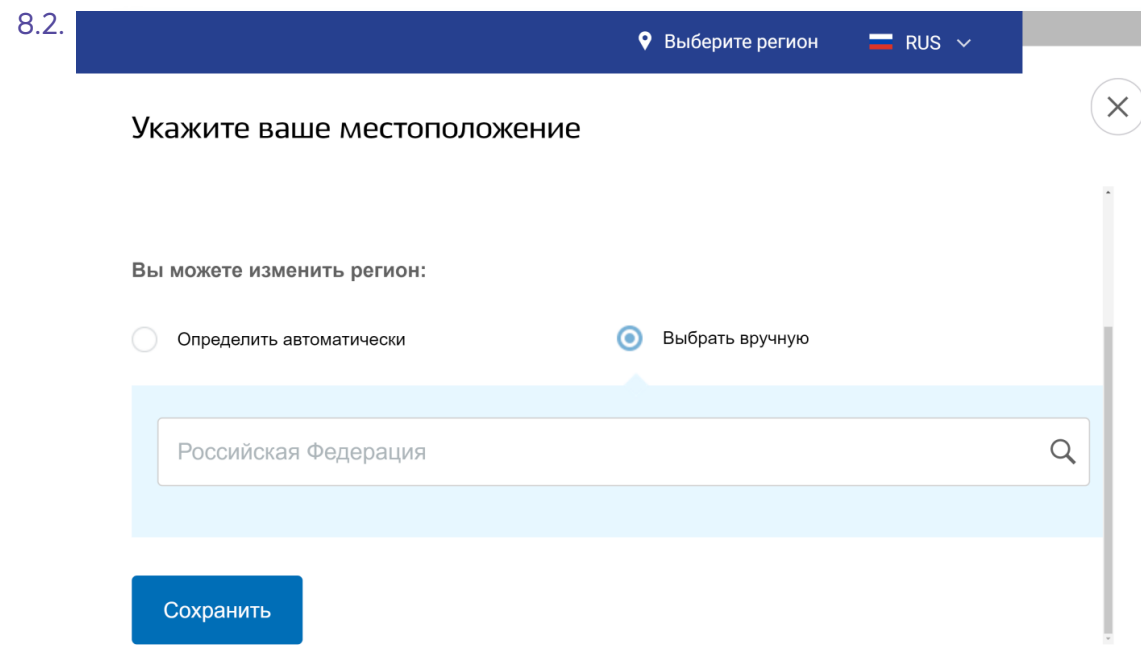 8.2.
Выберите регион RUS
Укажите ваше местоположение
Вы можете изменить регион:
Определить автоматически Выбрать вручную
Российская Федерация
Сохранить